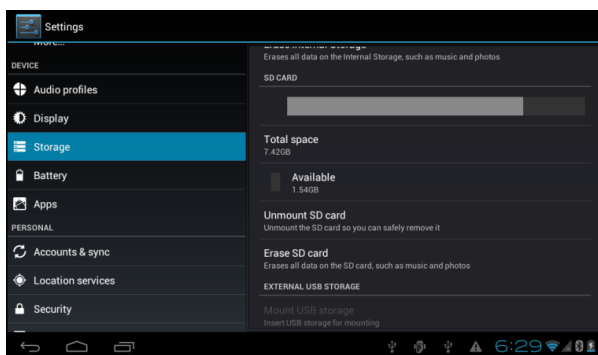 Settings
More...
DEVICE
Audio profiles
Display
Storage
Battery
Apps
PERSONAL
Accounts & sync
Location services
Security
Erase Internal Storage
Erases all data on the Internal Storage, such as music and photos
SD CARD
Total space
7.42GB
Available
1.54GB
Unmount SD card
Unmount the SD card so you can safely remove it
Erase SD card
Erases all data on the SD card, such as music and photos
EXTERNAL USB STORAGE
Mount USB storage
Insert USB storage for mounting
6:29